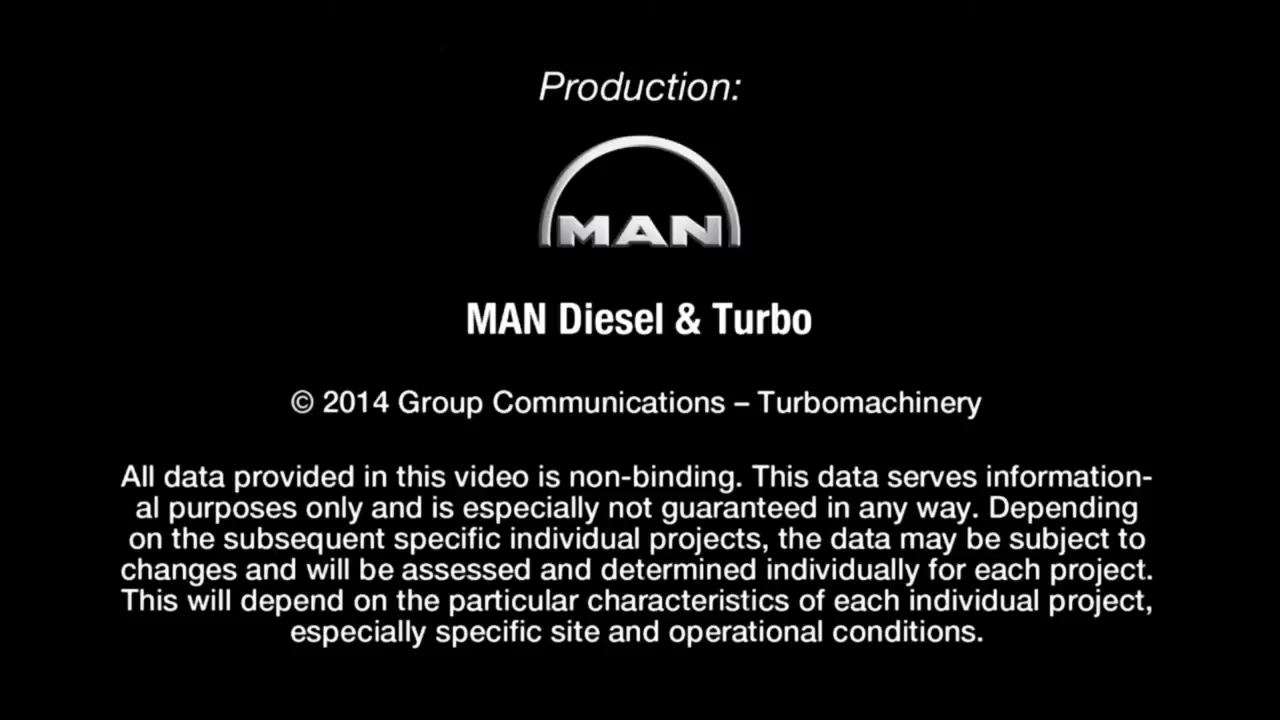 Production:
MAN
MAN Diesel & Turbo
© 2014 Group Communications – Turbomachinery
All data provided in this video is non-binding. This data serves information-
al purposes only and is especially not guaranteed in any way. Depending
on the subsequent specific individual projects, the data may be subject to
changes and will be assessed and determined individually for each project.
This will depend on the particular characteristics of each individual project,
especially specific site and operational conditions.